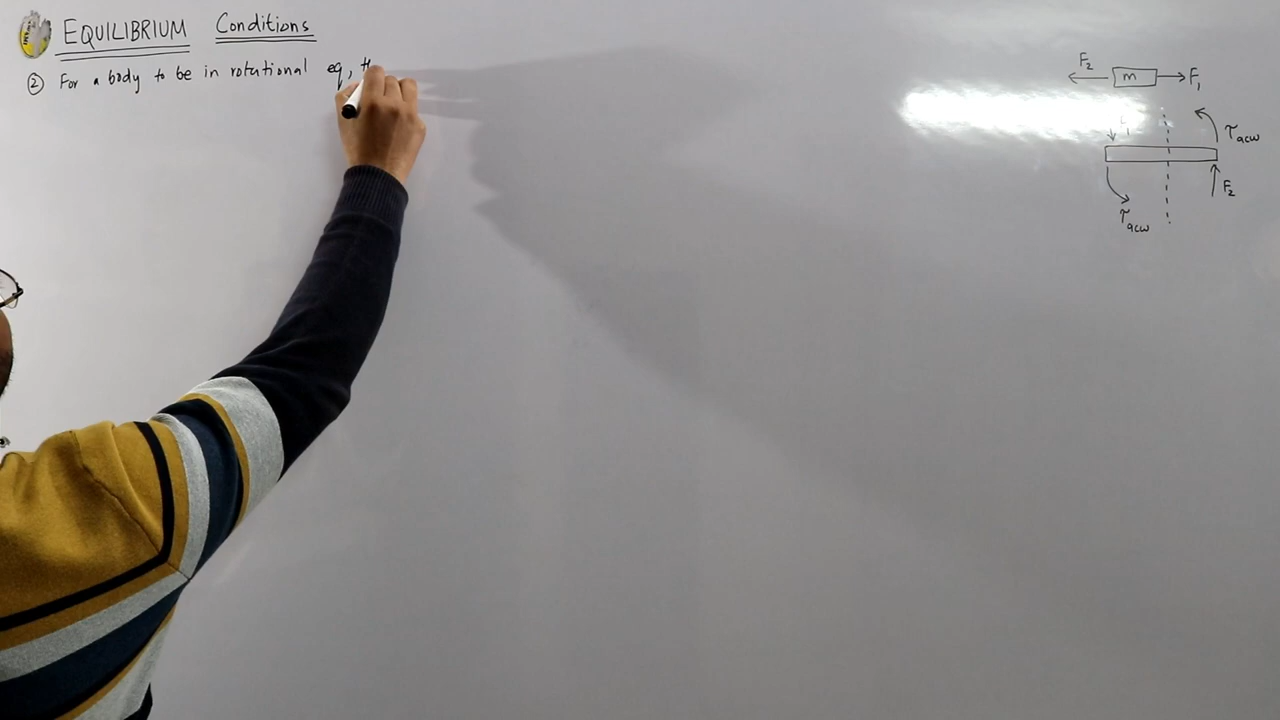 EQUILIBRIUM Conditions
② For a body to be in rotational eq,
F₂ m F₁
τacw
F₂
τacw